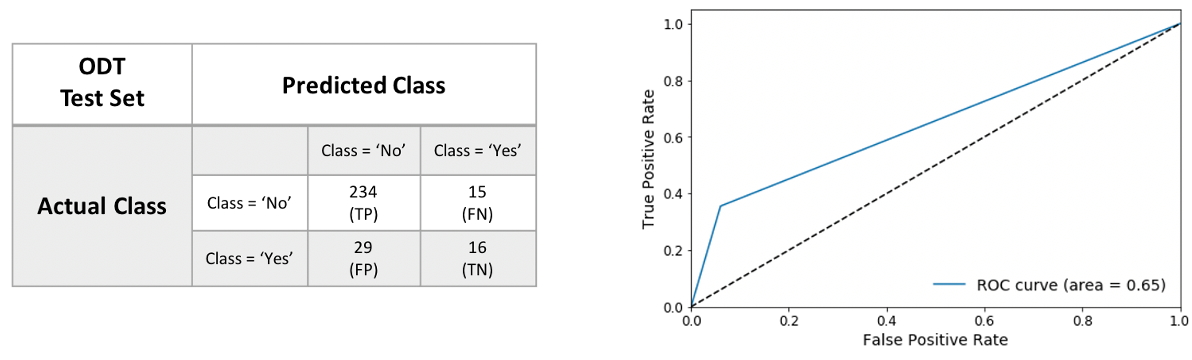 ODT
Test Set
Predicted Class
Class = ‘No’
Class = ‘Yes’
Actual Class
Class = ‘No’
234
(TP)
15
(FN)
Class = ‘Yes’
29
(FP)
16
(TN)
True Positive Rate
1.0
0.8
0.6
0.4
0.2
0.0
ROC curve (area = 0.65)
0.0
0.2
0.4
0.6
0.8
1.0
False Positive Rate